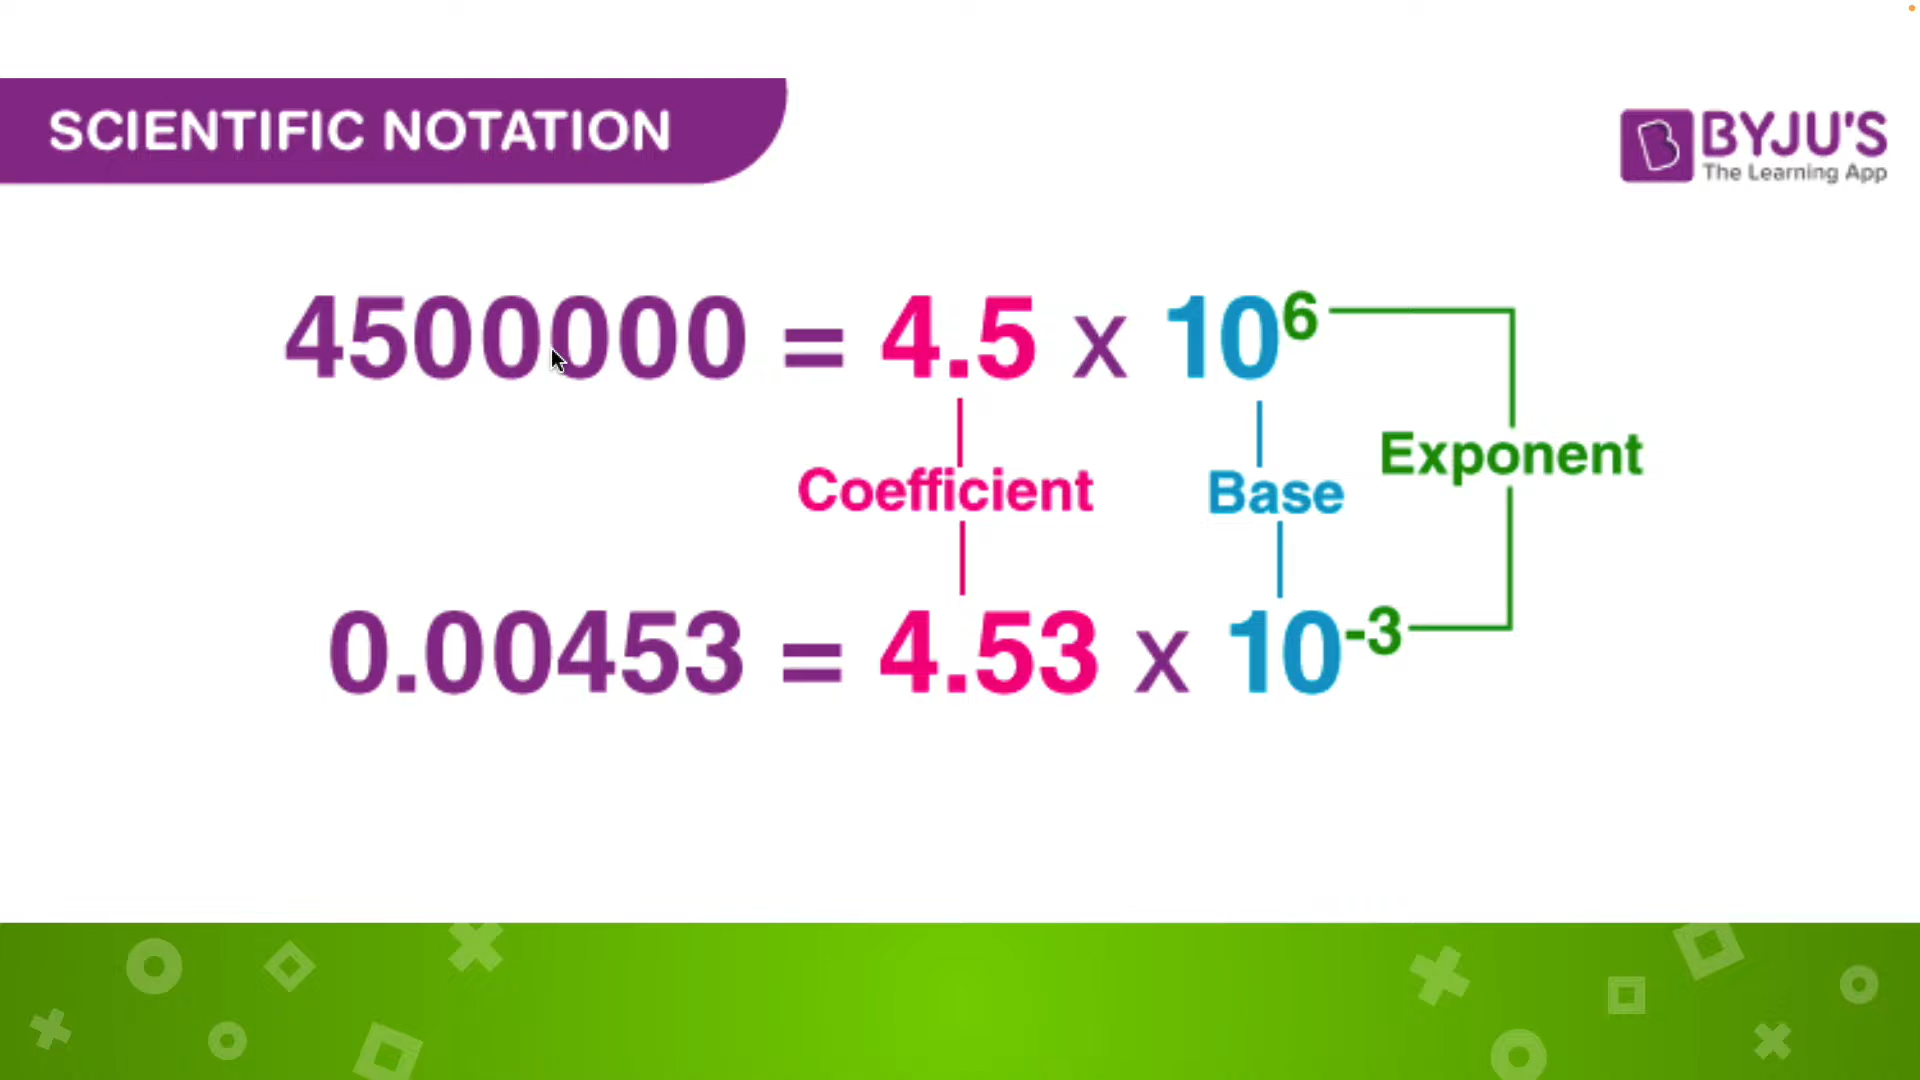 SCIENTIFIC NOTATION
BYJU'S
The Learning App
4500000 = 4.5 x 10⁶
Exponent
Coefficient Base
0.00453 = 4.53 x 10⁻³